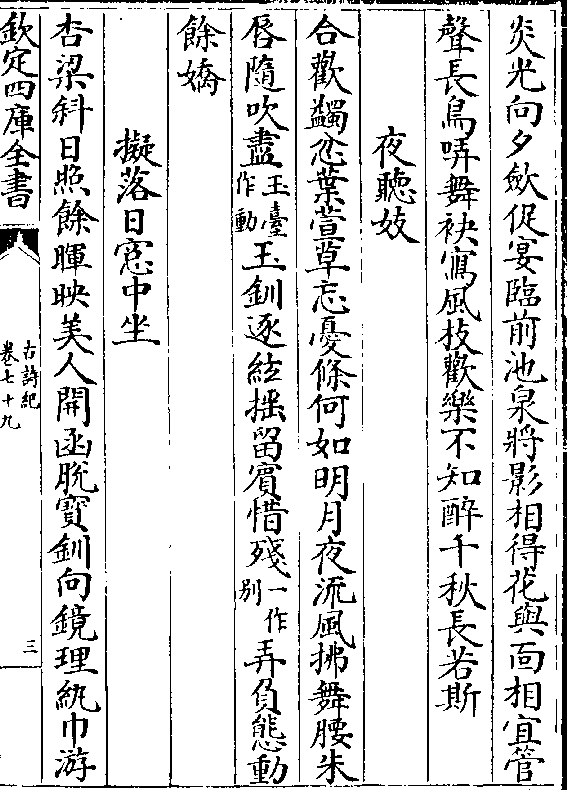 炎光向夕斂促宴臨前池泉將影相得花與面相宜管
聲長鳥哢舞袂寫風枝歡樂不知醉千秋長若斯
夜聽妓
合歡蠲忿葉萱草忘憂條何如明月夜流風拂舞腰朱
唇隨吹盡玉臺作動玉釧逐絃揺留賓惜殘一作别弄負態動
餘嬌
擬落日窓中坐
杏梁斜日照餘暉映美人開函脫寳釧向鏡理紈巾游
欽定四庫全書
古詩紀
卷七十九
三